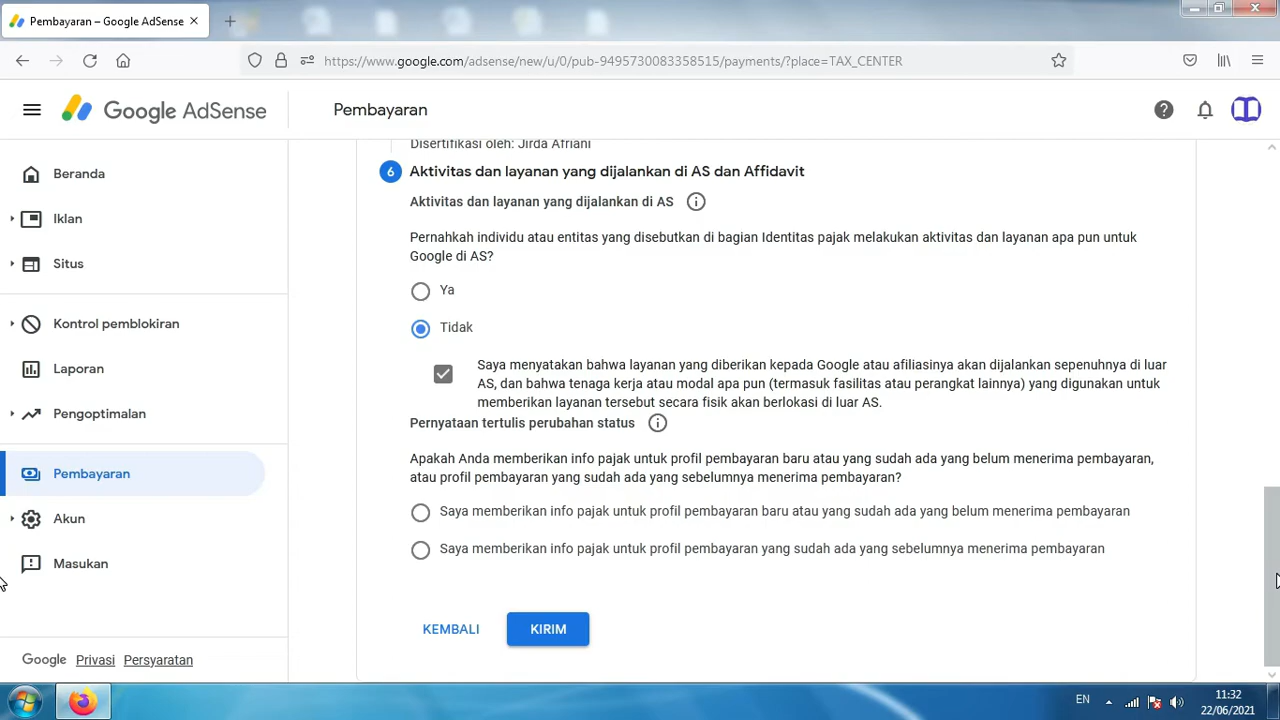 Pembayaran – Google AdSense
https://www.google.com/adsense/new/u/0/pub-9495730083358515/payments/?place=TAX_CENTER
Google AdSense
Pembayaran
Beranda
Iklan
Situs
Kontrol pemblokiran
Laporan
Pengoptimalan
Pembayaran
Akun
Masukan
Google Privasi Persyaratan
Disertifikasi oleh: Jirda Afriani
6 Aktivitas dan layanan yang dijalankan di AS dan Affidavit
Aktivitas dan layanan yang dijalankan di AS
Pernahkah individu atau entitas yang disebutkan di bagian Identitas pajak melakukan aktivitas dan layanan apa pun untuk
Google di AS?
Ya
Tidak
Saya menyatakan bahwa layanan yang diberikan kepada Google atau afiliasinya akan dijalankan sepenuhnya di luar
AS, dan bahwa tenaga kerja atau modal apa pun (termasuk fasilitas atau perangkat lainnya) yang digunakan untuk
memberikan layanan tersebut secara fisik akan berlokasi di luar AS.
Pernyataan tertulis perubahan status
Apakah Anda memberikan info pajak untuk profil pembayaran baru atau yang sudah ada yang belum menerima pembayaran,
atau profil pembayaran yang sudah ada yang sebelumnya menerima pembayaran?
Saya memberikan info pajak untuk profil pembayaran baru atau yang sudah ada yang belum menerima pembayaran
Saya memberikan info pajak untuk profil pembayaran yang sudah ada yang sebelumnya menerima pembayaran
KEMBALI
KIRIM
EN
11:32
22/06/2021